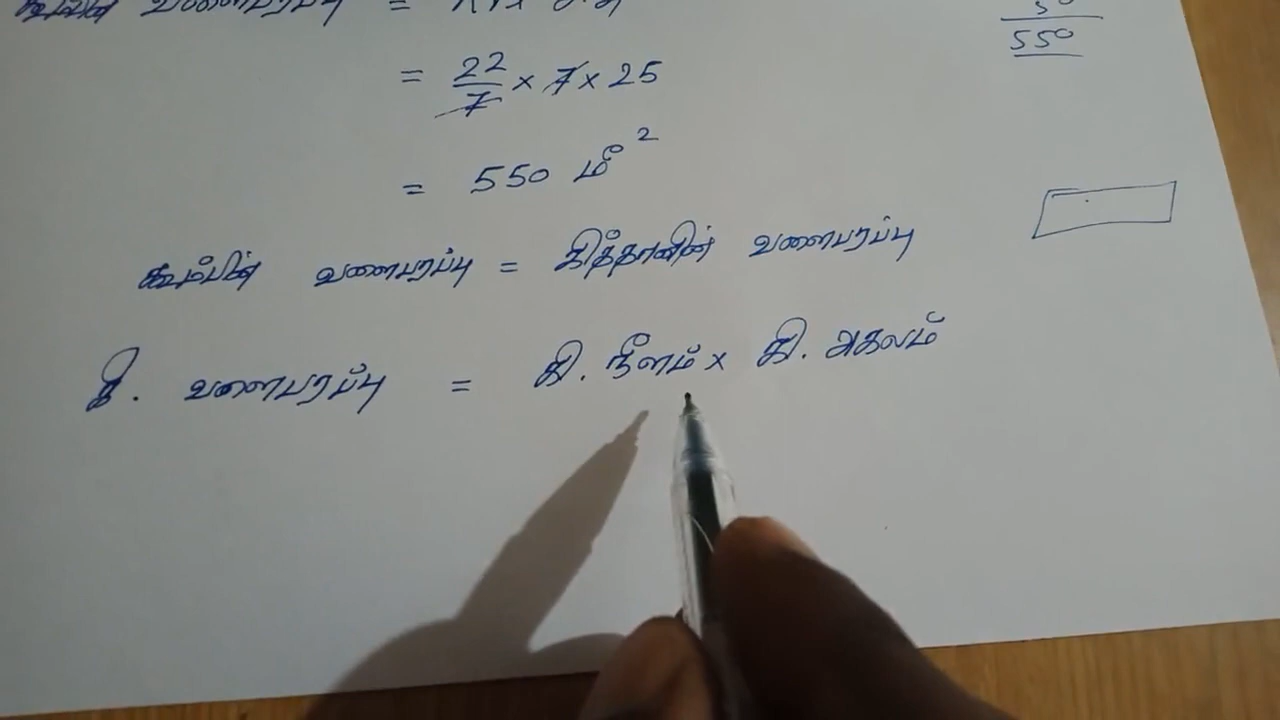 = 22/7 × 7 × 25
= 550 மீ²
கூம்பின் வளைபரப்பு = கித்தானின் வளைபரப்பு
கி. வளைபரப்பு = கி. நீளம் × கி. அகலம்
550